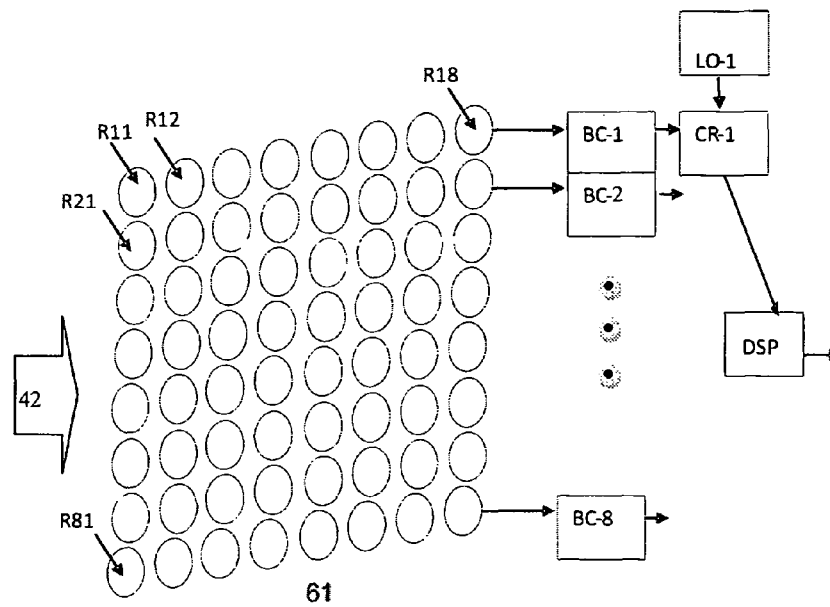 LO-1
R18
R11
R12
BC-1
CR-1
R21
BC-2
DSP
42
R81
BC-8
61